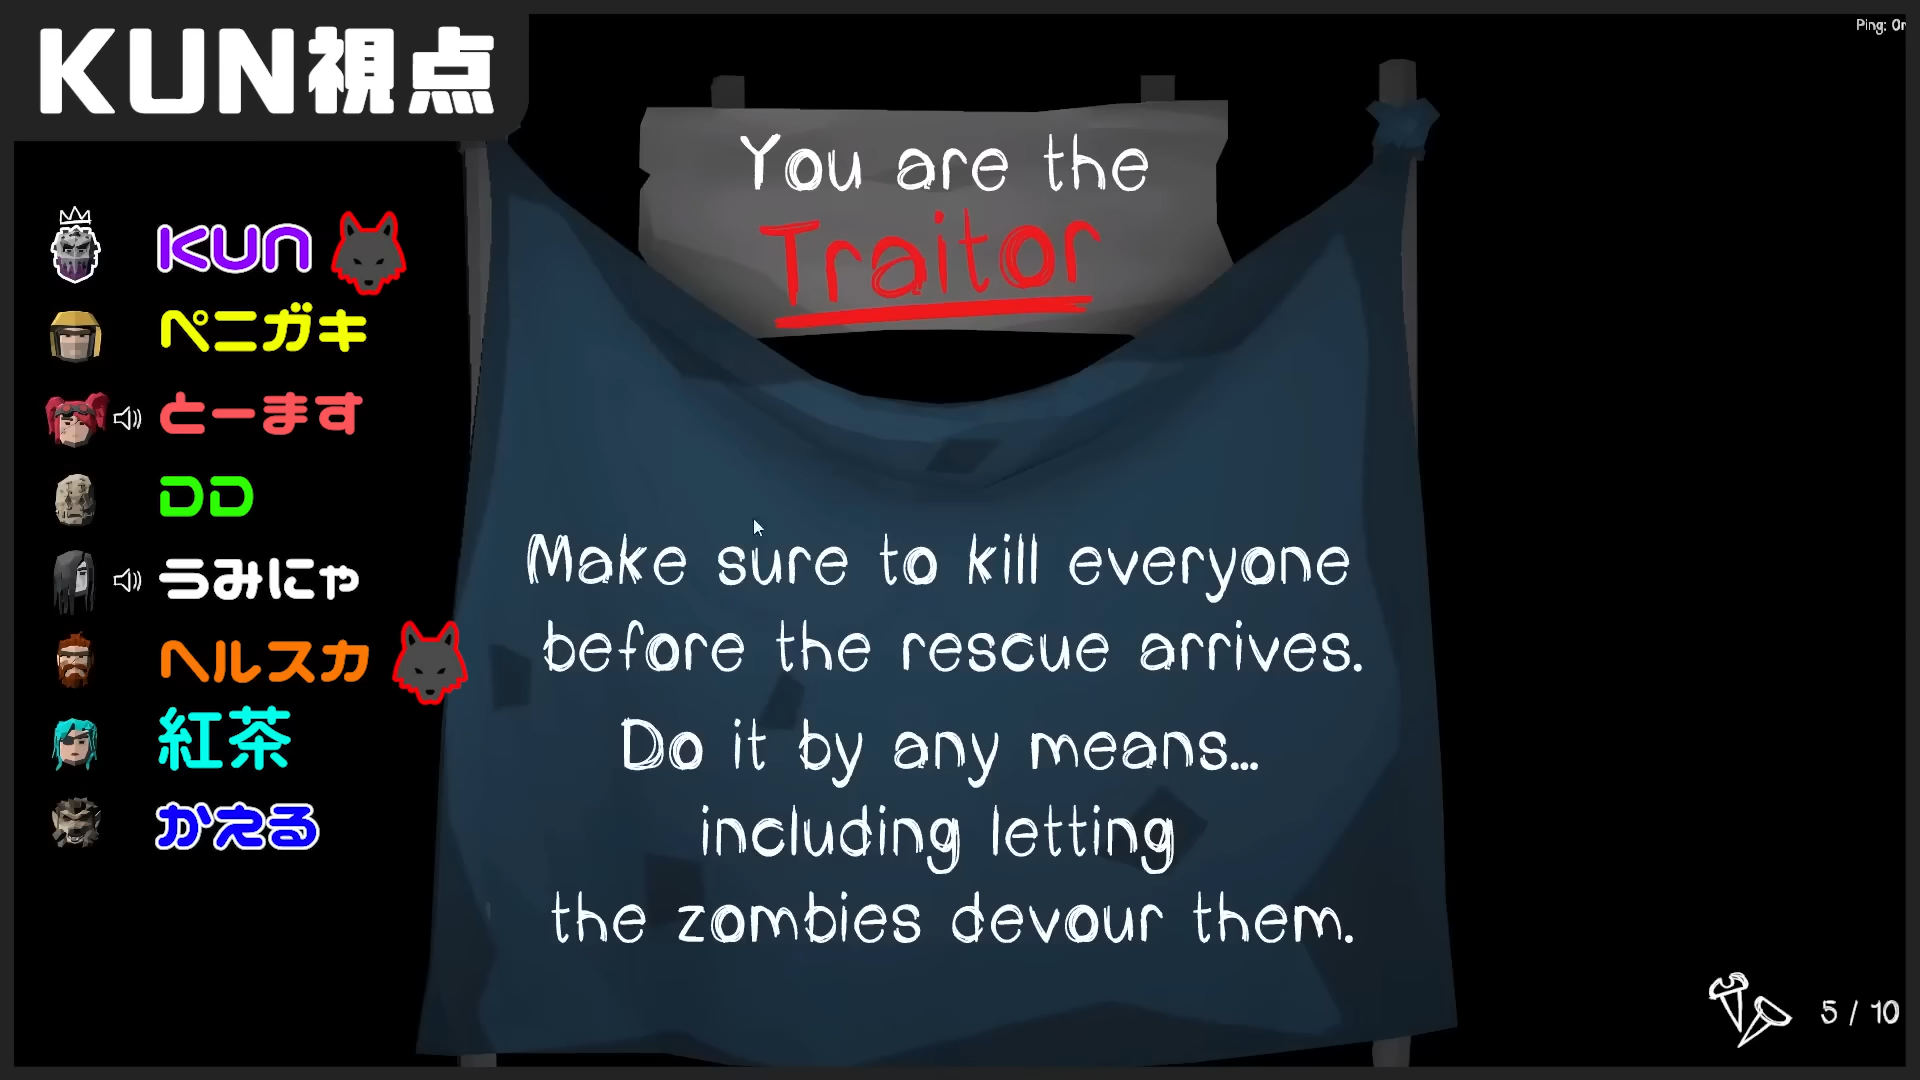 KUN視点
Ping: 0
KUN
ペニガキ
とーます
DD
うみにゃ
ヘルスカ
紅茶
かえる
You are the
Traitor
Make sure to kill everyone
before the rescue arrives.
Do it by any means...
including letting
the zombies devour them.
5 / 10